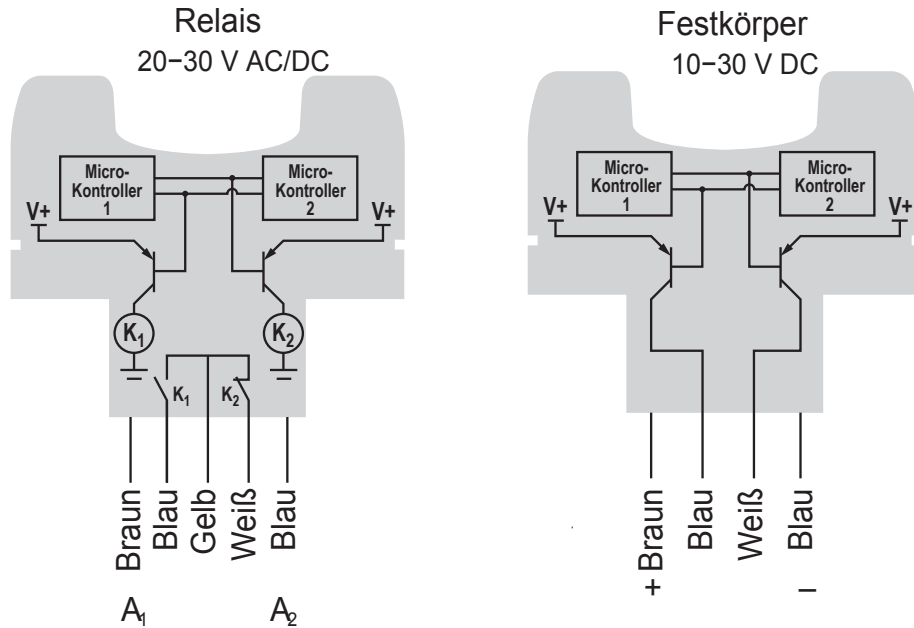 Relais
20–30 V AC/DC
Micro-
Kontroller
1
Micro-
Kontroller
2
V+
V+
K1
K2
K1
K2
Braun
Blau
Gelb
Weiß
Blau
A1
A2
Festkörper
10–30 V DC
Micro-
Kontroller
1
Micro-
Kontroller
2
V+
V+
+ Braun
Blau
Weiß
Blau
–